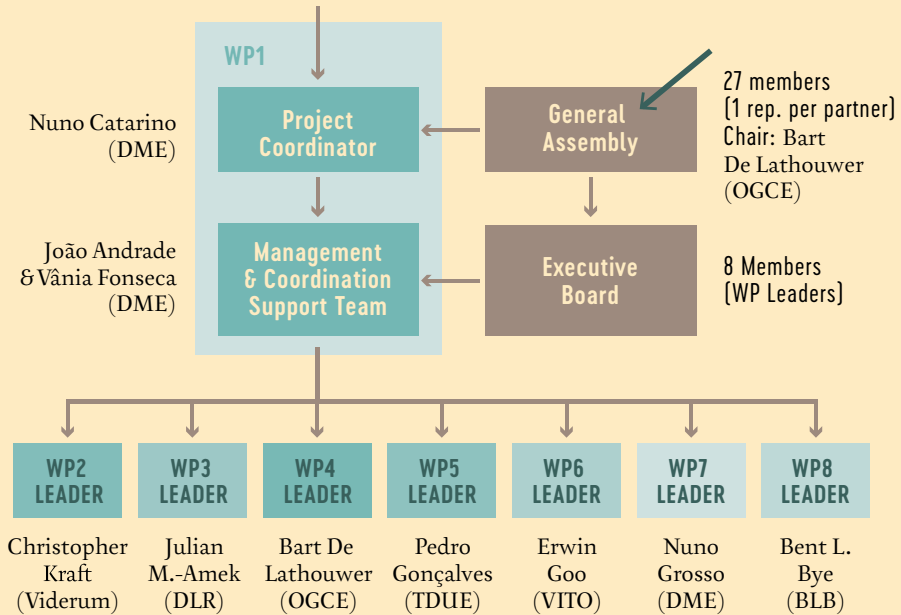 WP1
Nuno Catarino
(DME)
Project
Coordinator
General
Assembly
27 members
(1 rep. per partner)
Chair: Bart
De Lathouwer
(OGCE)
João Andrade
& Vânia Fonseca
(DME)
Management
& Coordination
Support Team
Executive
Board
8 Members
(WP Leaders)
WP2
LEADER
Christopher
Kraft
(Viderum)
WP3
LEADER
Julian
M.-Amek
(DLR)
WP4
LEADER
Bart De
Lathouwer
(OGCE)
WP5
LEADER
Pedro
Gonçalves
(TDUE)
WP6
LEADER
Erwin
Goo
(VITO)
WP7
LEADER
Nuno
Grosso
(DME)
WP8
LEADER
Bent L.
Bye
(BLB)